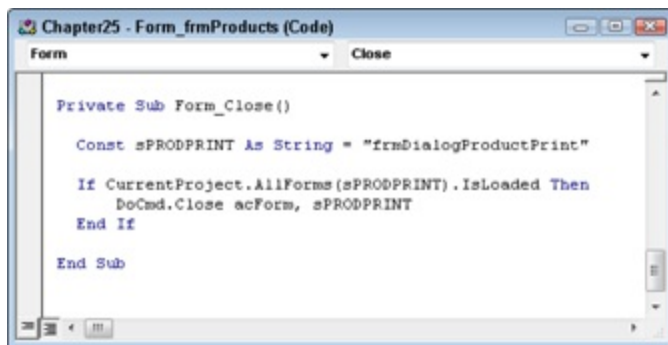 Chapter25 - Form_frmProducts (Code)
Form Close
Private Sub Form_Close()
Const sPRODPRINT As String = "frmDialogProductPrint"
If CurrentProject.AllForms(sPRODPRINT).IsLoaded Then
DoCmd.Close acForm, sPRODPRINT
End If
End Sub